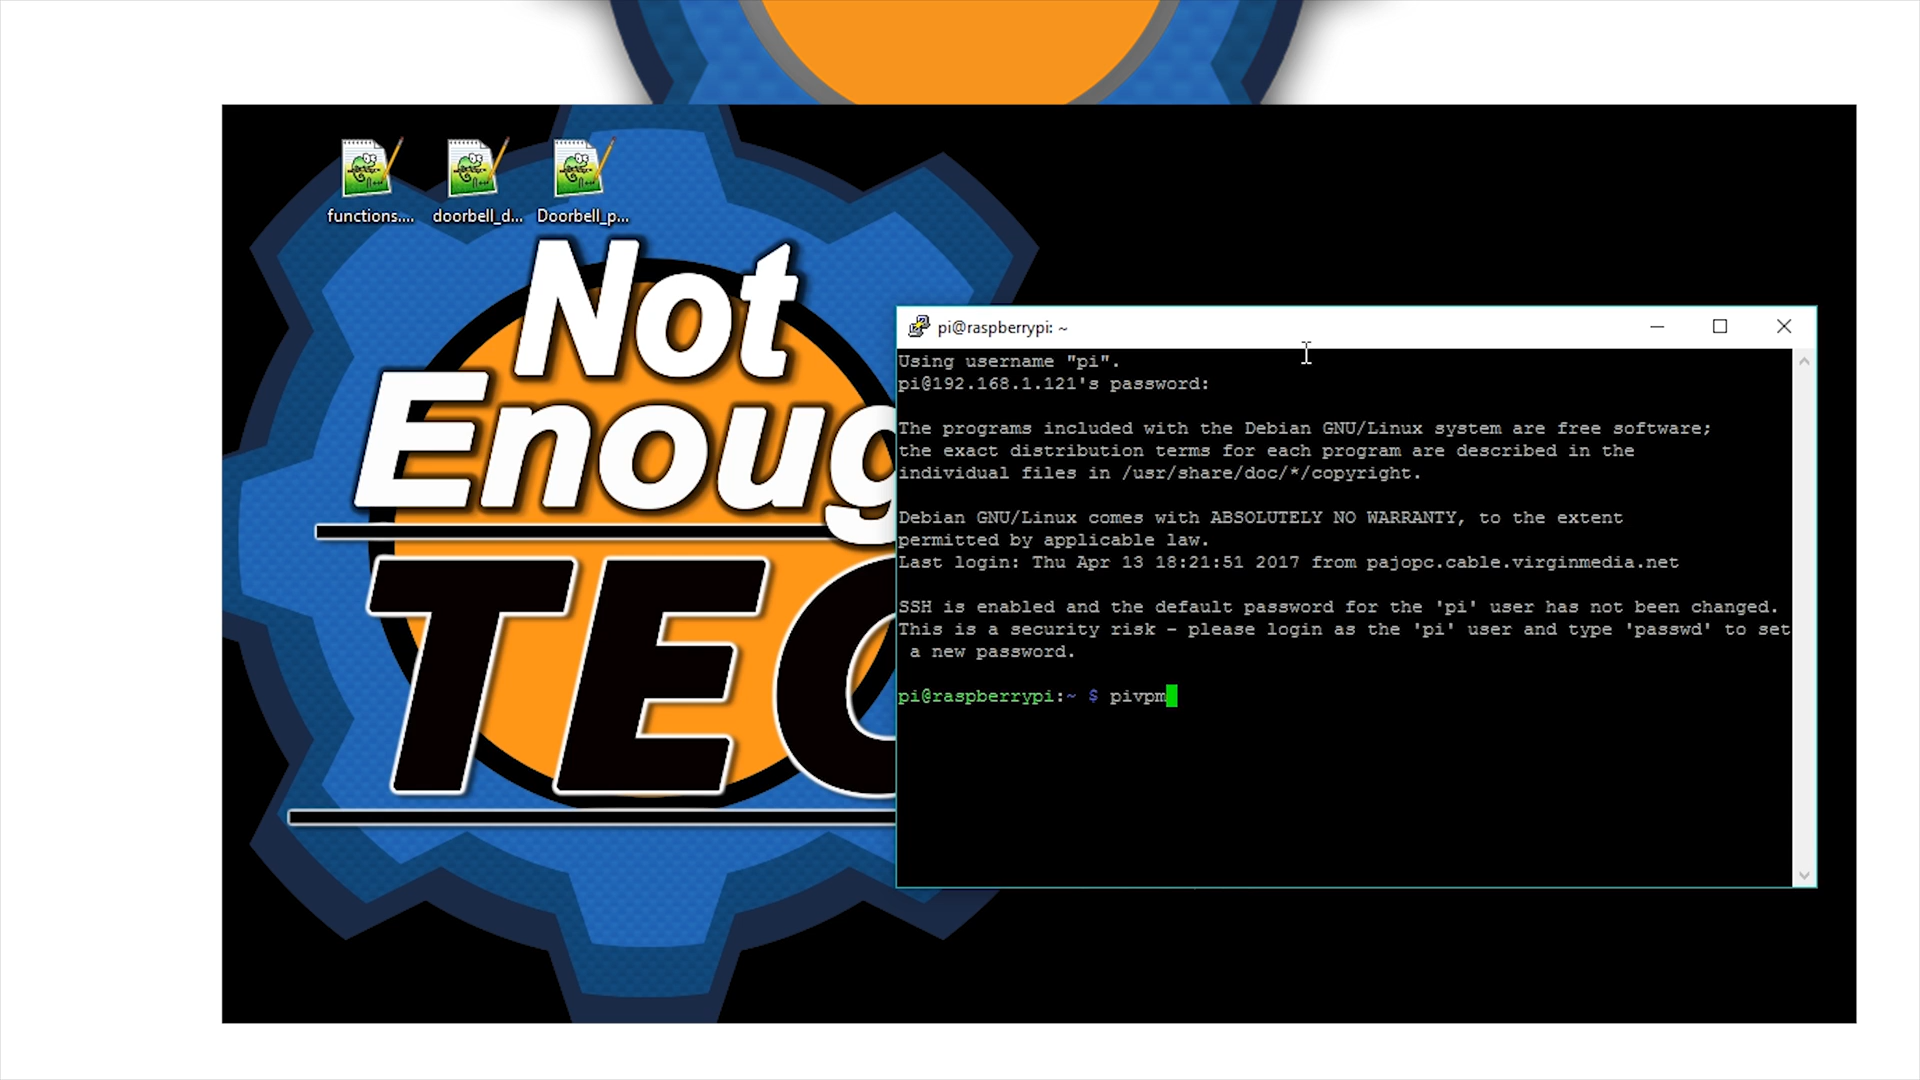 functions....
doorbell_d...
Doorbell_p...
Not
Enoug
TEC
pi@raspberrypi: ~
Using username "pi".
pi@192.168.1.121's password:
The programs included with the Debian GNU/Linux system are free software;
the exact distribution terms for each program are described in the
individual files in /usr/share/doc/*/copyright.
Debian GNU/Linux comes with ABSOLUTELY NO WARRANTY, to the extent
permitted by applicable law.
Last login: Thu Apr 13 18:21:51 2017 from pajopc.cable.virginmedia.net
SSH is enabled and the default password for the 'pi' user has not been changed.
This is a security risk - please login as the 'pi' user and type 'passwd' to set
a new password.
pi@raspberrypi:~ $ pivpm